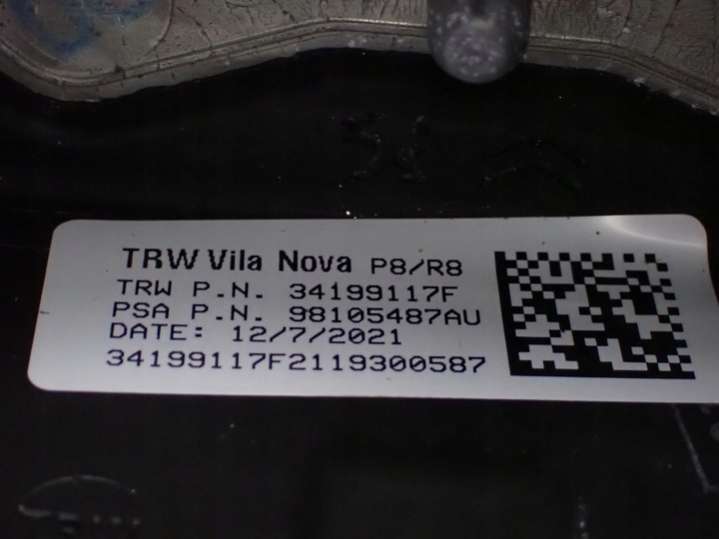 TRW Vila Nova P8/R8
TRW P.N. 34199117F
PSA P.N. 98105487AU
DATE: 12/7/2021
34199117F2119300587